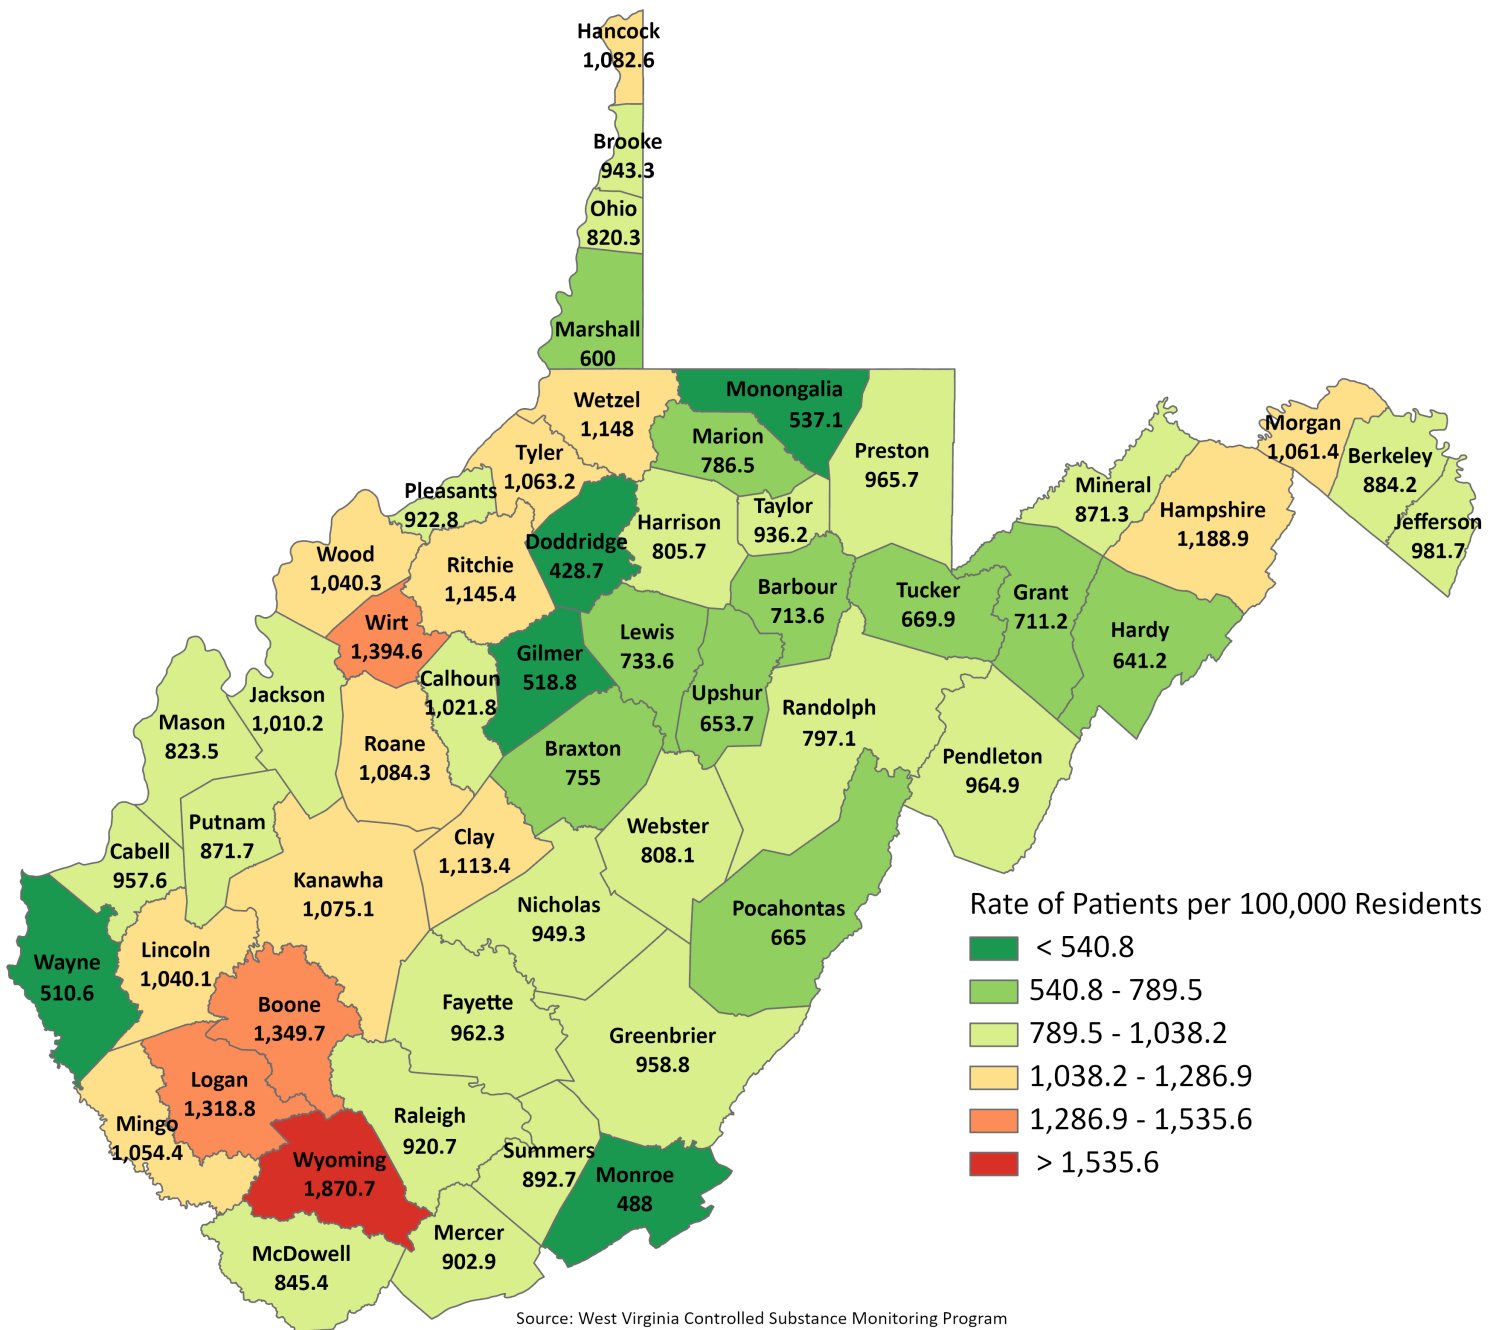 Hancock
1,082.6
Brooke
943.3
Ohio
820.3
Marshall
600
Wetzel
1,148
Monongalia
537.1
Marion
786.5
Preston
965.7
Tyler
1,063.2
Pleasants
922.8
Harrison
805.7
Taylor
936.2
Doddridge
428.7
Wood
1,040.3
Ritchie
1,145.4
Mineral
871.3
Hampshire
1,188.9
Morgan
1,061.4
Berkeley
884.2
Jefferson
981.7
Wirt
1,394.6
Barbour
713.6
Tucker
669.9
Grant
711.2
Hardy
641.2
Lewis
733.6
Gilmer
518.8
Calhoun
1,021.8
Upshur
653.7
Randolph
797.1
Jackson
1,010.2
Mason
823.5
Roane
1,084.3
Braxton
755
Pendleton
964.9
Putnam
871.7
Clay
1,113.4
Webster
808.1
Cabell
957.6
Kanawha
1,075.1
Nicholas
949.3
Pocahontas
665
Wayne
510.6
Lincoln
1,040.1
Boone
1,349.7
Fayette
962.3
Greenbrier
958.8
Logan
1,318.8
Mingo
1,054.4
Raleigh
920.7
Wyoming
1,870.7
Summers
892.7
Monroe
488
McDowell
845.4
Mercer
902.9
Rate of Patients per 100,000 Residents
< 540.8
540.8 - 789.5
789.5 - 1,038.2
1,038.2 - 1,286.9
1,286.9 - 1,535.6
> 1,535.6
Source: West Virginia Controlled Substance Monitoring Program